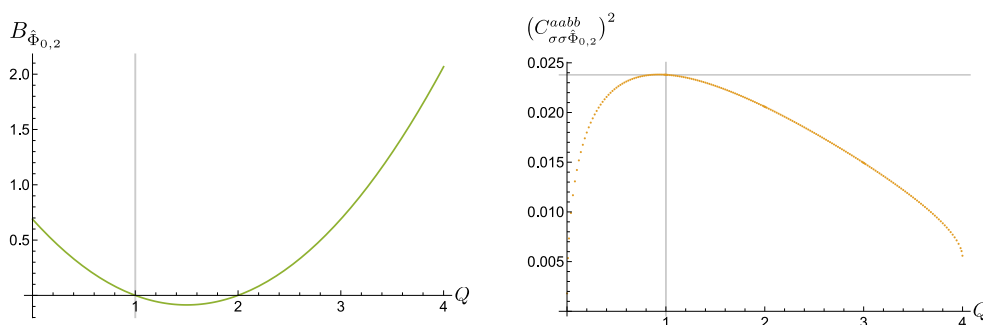 B_{\hat{\Phi}_{0,2}}
2.0
1.5
1.0
0.5
1 2 3 4 Q
(C^{aabb}_{\sigma\sigma\hat{\Phi}_{0,2}})^2
0.025
0.020
0.015
0.010
0.005
1 2 3 4 Q